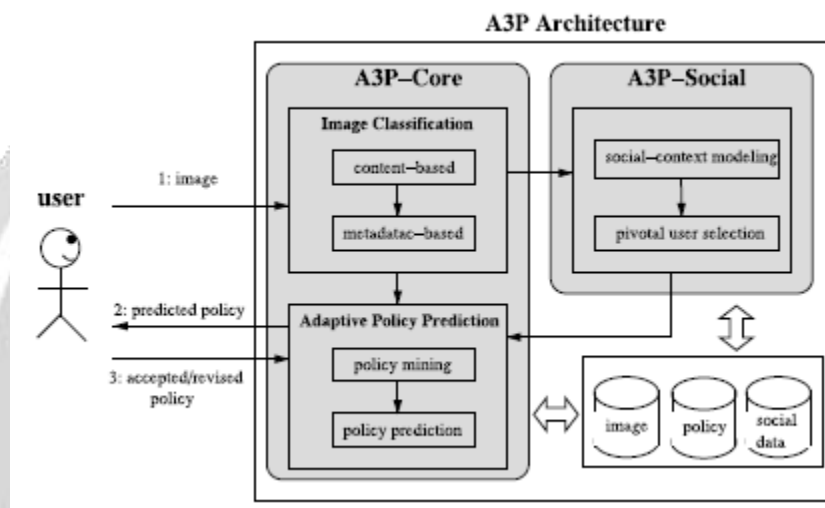 A3P Architecture
A3P–Core
A3P–Social
Image Classification
content–based
metadatac–based
social–context modeling
pivotal user selection
1: image
user
2: predicted policy
3: accepted/revised
policy
Adaptive Policy Prediction
policy mining
policy prediction
image
policy
social
data